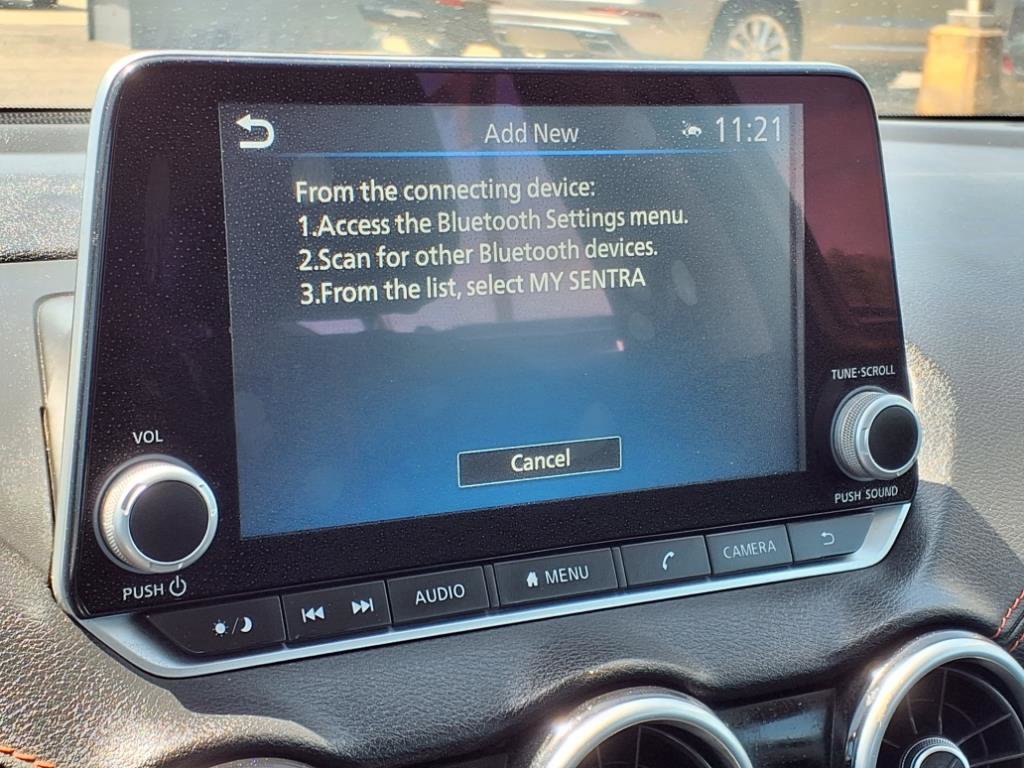 Add New
11:21
From the connecting device:
1.Access the Bluetooth Settings menu.
2.Scan for other Bluetooth devices.
3.From the list, select MY SENTRA
Cancel
VOL
PUSH
TUNE·SCROLL
PUSH SOUND
AUDIO
MENU
CAMERA